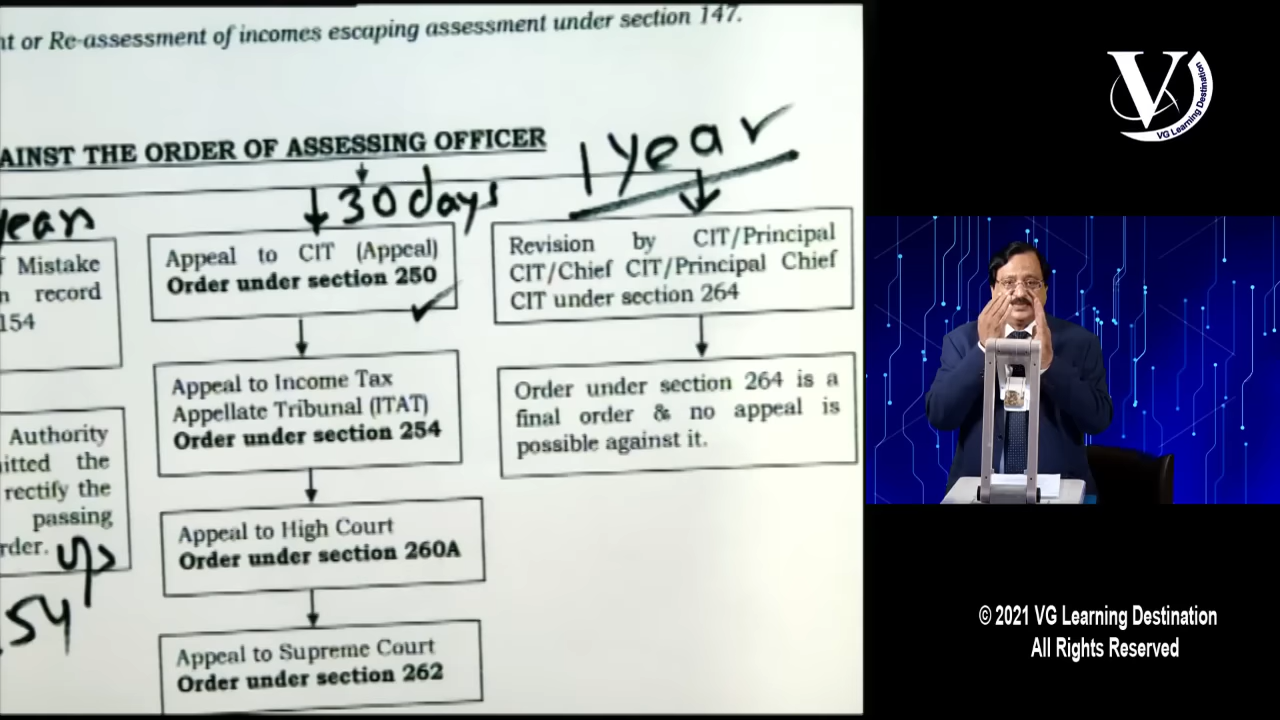 nt or Re-assessment of incomes escaping assessment under section 147.
AINST THE ORDER OF ASSESSING OFFICER
1 year
30 days
ean
f Mistake
n record
154
Authority
itted the
rectify the
passing
rder.
54
Appeal to CIT (Appeal)
Order under section 250
Appeal to Income Tax
Appellate Tribunal (ITAT)
Order under section 254
Appeal to High Court
Order under section 260A
Appeal to Supreme Court
Order under section 262
Revision by CIT/Principal
CIT/Chief CIT/Principal Chief
CIT under section 264
Order under section 264 is a
final order & no appeal is
possible against it.
V
VG Learning Destination
© 2021 VG Learning Destination
All Rights Reserved